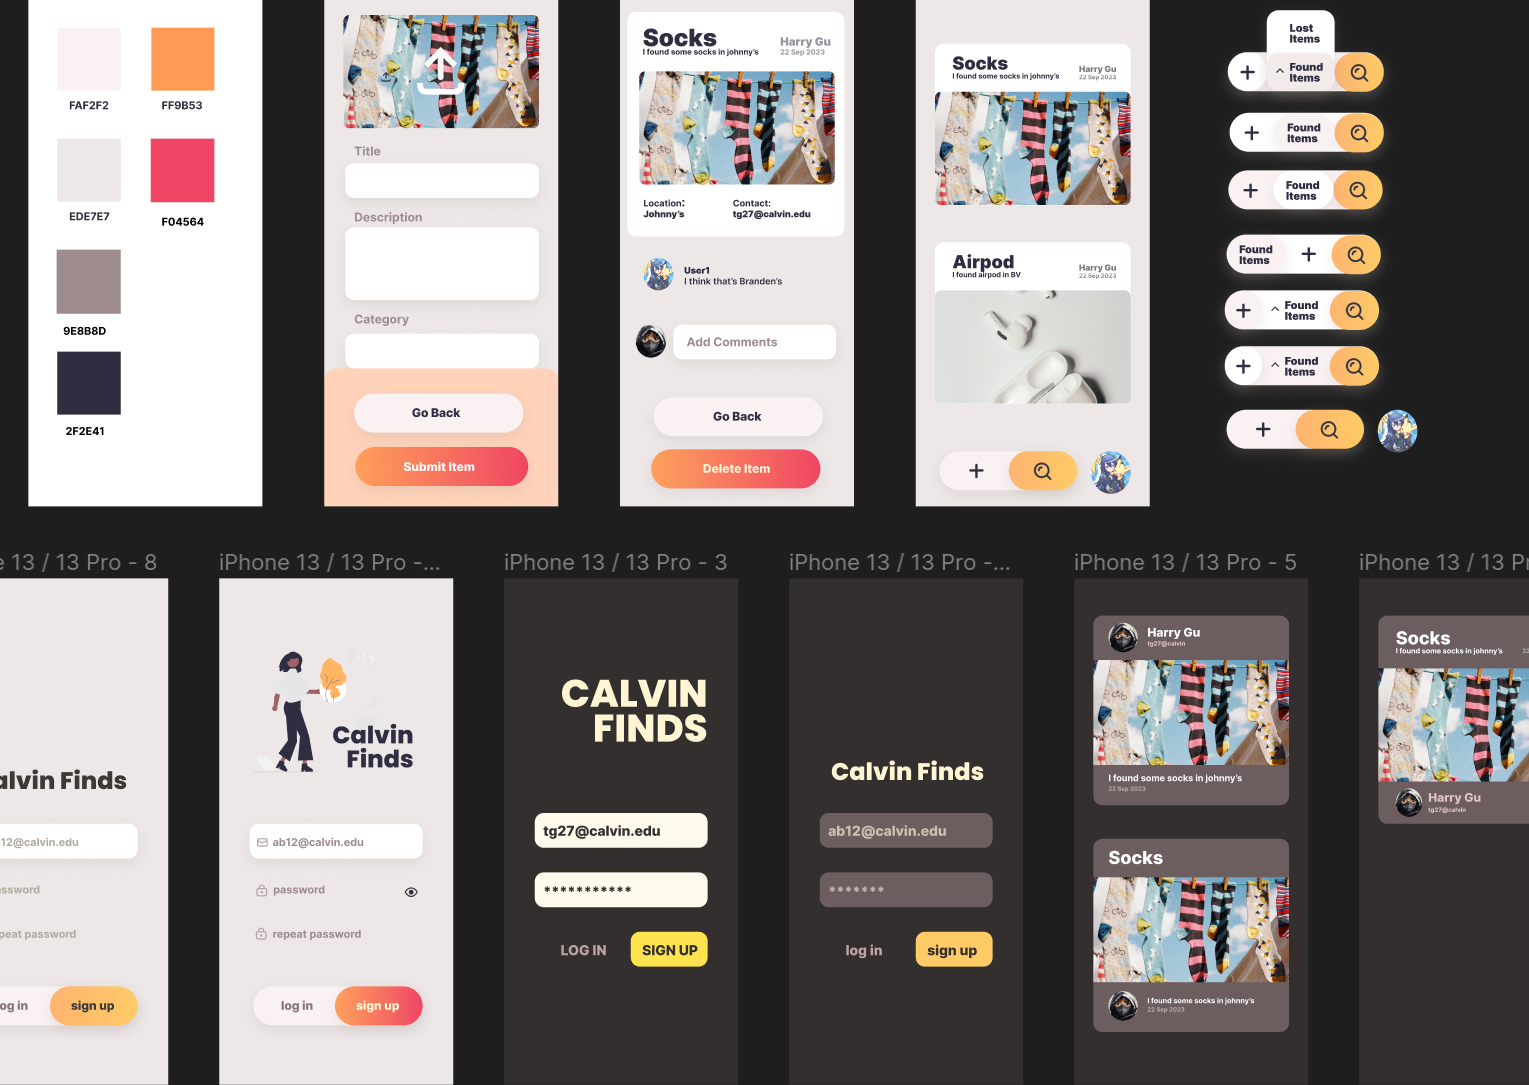 FAF2F2
FF9B53
EDE7E7
F04564
9E8B8D
2F2E41
Title
Description
Category
Go Back
Submit Item
Socks
I found some socks in johnny's
Harry Gu
22 Sep 2023
Location:
Johnny's
Contact:
tg27@calvin.edu
User1
I think that's Branden's
Add Comments
Go Back
Delete Item
Socks
I found some socks in johnny's
Harry Gu
22 Sep 2023
Airpod
I found airpod in BV
Harry Gu
22 Sep 2023
Lost
Items
Found
Items
Found
Items
Found
Items
Found
Items
Found
Items
Found
Items
e 13 / 13 Pro - 8
alvin Finds
12@calvin.edu
ssword
peat password
og in
sign up
iPhone 13 / 13 Pro -...
Calvin
Finds
ab12@calvin.edu
password
repeat password
log in
sign up
iPhone 13 / 13 Pro - 3
CALVIN
FINDS
tg27@calvin.edu
***********
LOG IN
SIGN UP
iPhone 13 / 13 Pro -...
Calvin Finds
ab12@calvin.edu
*******
log in
sign up
iPhone 13 / 13 Pro - 5
Harry Gu
tg27@calvin
I found some socks in johnny's
22 Sep 2023
Socks
I found some socks in johnny's
22 Sep 2023
iPhone 13 / 13 P
Socks
I found some socks in johnny's
Harry Gu
tg27@calvin